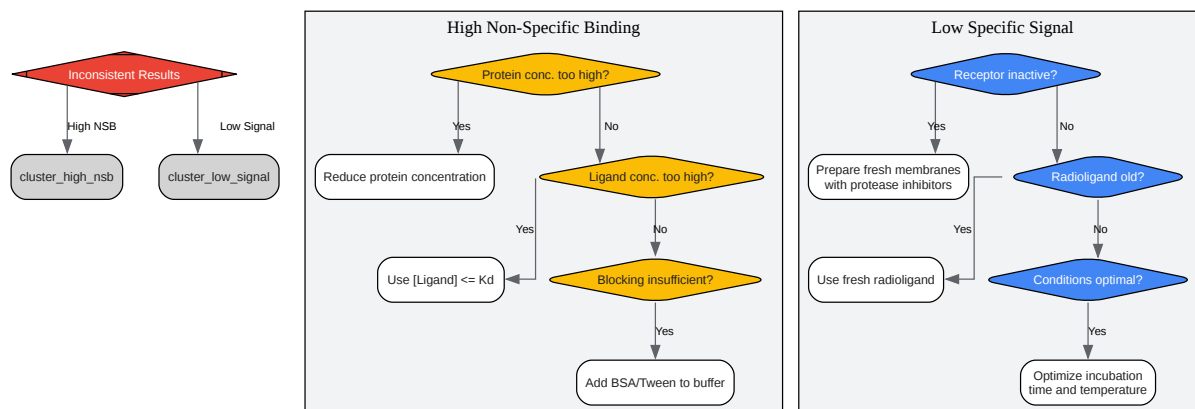 Inconsistent Results
High NSB
Low Signal
cluster_high_nsb
cluster_low_signal
High Non-Specific Binding
Protein conc. too high?
Yes
No
Reduce protein concentration
Ligand conc. too high?
Yes
No
Use [Ligand] <= Kd
Blocking insufficient?
Yes
Add BSA/Tween to buffer
Low Specific Signal
Receptor inactive?
Yes
No
Prepare fresh membranes
with protease inhibitors
Radioligand old?
Yes
No
Use fresh radioligand
Conditions optimal?
Yes
Optimize incubation
time and temperature